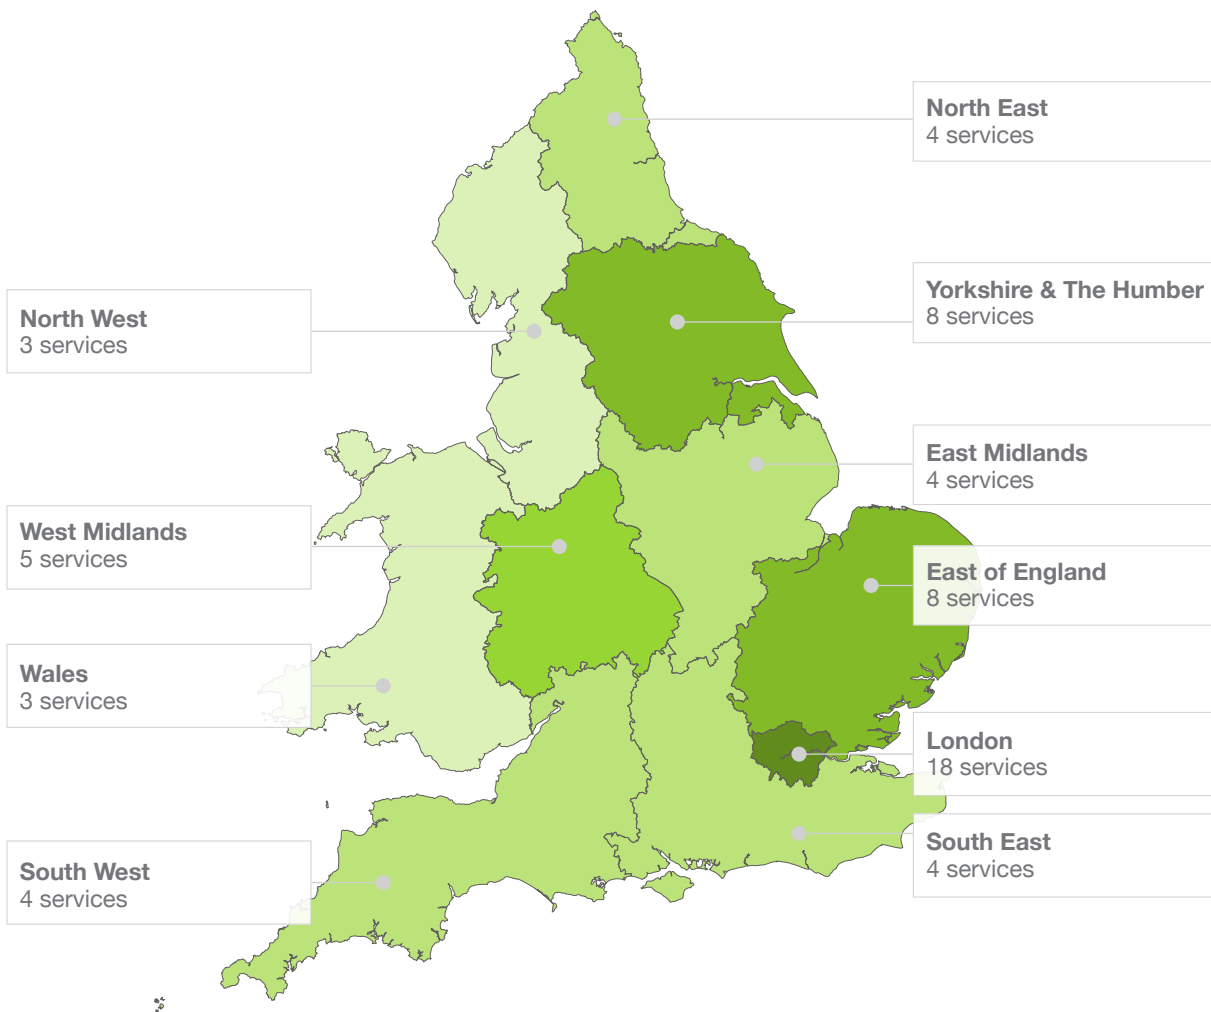 North East
4 services
Yorkshire & The Humber
8 services
North West
3 services
East Midlands
4 services
West Midlands
5 services
East of England
8 services
Wales
3 services
London
18 services
South East
4 services
South West
4 services